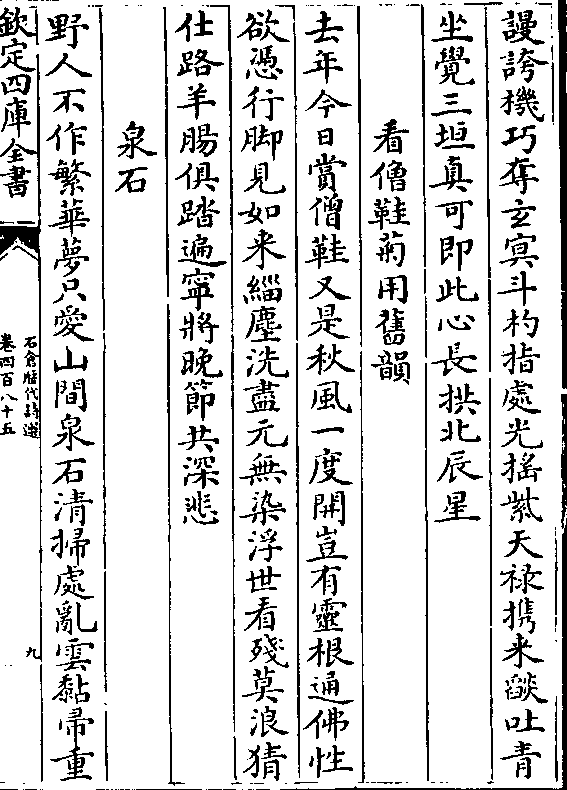 謾誇機巧奪玄冥斗杓指處光揺紫天禄携来燄吐青
坐覺三垣真可即此心長拱北辰星
看僧鞋菊用舊韻
去年今日賞僧鞋又是秋風一度開豈有靈根通佛性
欲憑行脚見如来緇塵洗盡元無染浮世看殘莫浪猜
仕路羊腸俱踏遍寧將晚節共深悲
泉石
野人不作繁華夢只愛山間泉石清掃處亂雲黏帚重
欽定四庫全書
石倉歴代詩選
卷四百八十五
九